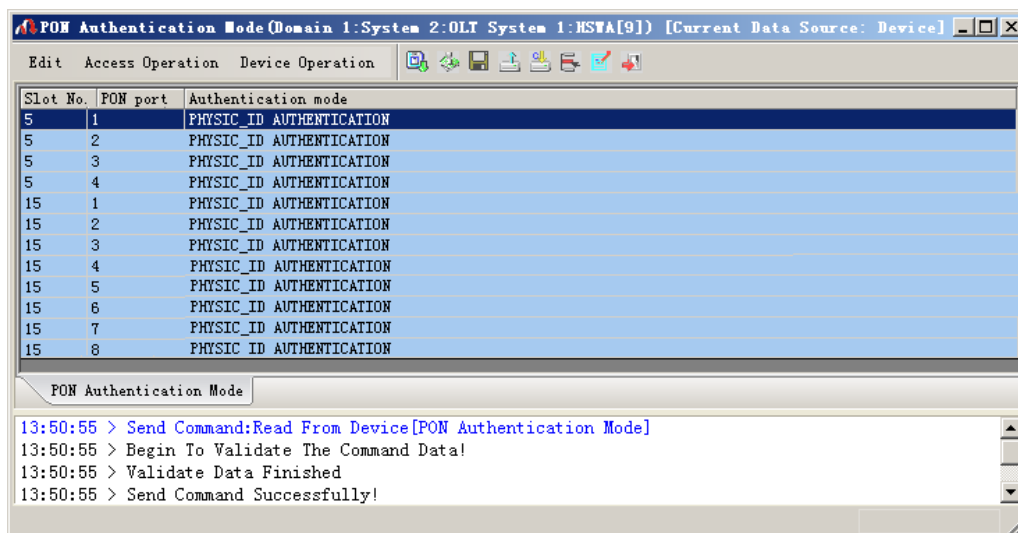 PON Authentication Mode(Domain 1:System 2:OLT System 1:HSWA[9]) [Current Data Source: Device]
Edit Access Operation Device Operation
Slot No. PON port Authentication mode
5 1 PHYSIC_ID AUTHENTICATION
5 2 PHYSIC_ID AUTHENTICATION
5 3 PHYSIC_ID AUTHENTICATION
5 4 PHYSIC_ID AUTHENTICATION
15 1 PHYSIC_ID AUTHENTICATION
15 2 PHYSIC_ID AUTHENTICATION
15 3 PHYSIC_ID AUTHENTICATION
15 4 PHYSIC_ID AUTHENTICATION
15 5 PHYSIC_ID AUTHENTICATION
15 6 PHYSIC_ID AUTHENTICATION
15 7 PHYSIC_ID AUTHENTICATION
15 8 PHYSIC ID AUTHENTICATION
PON Authentication Mode
13:50:55 > Send Command:Read From Device[PON Authentication Mode]
13:50:55 > Begin To Validate The Command Data!
13:50:55 > Validate Data Finished
13:50:55 > Send Command Successfully!